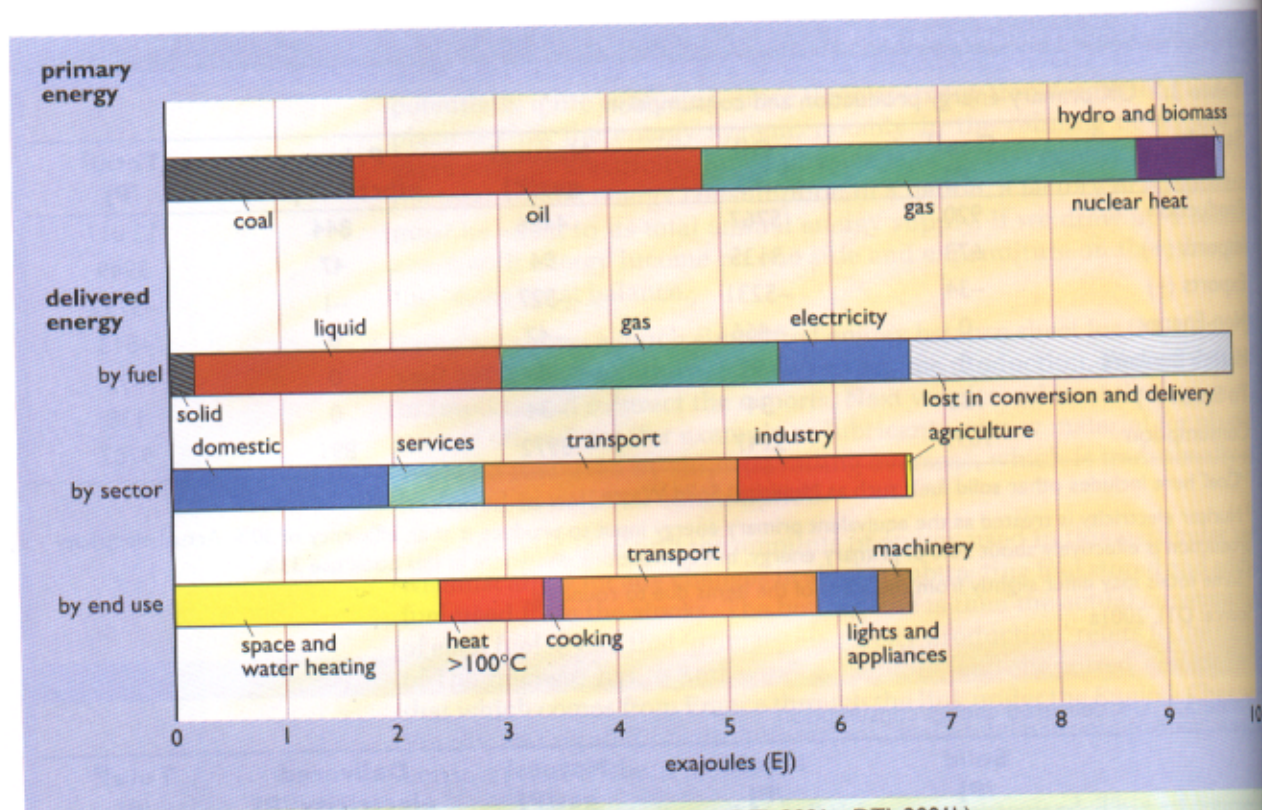 primary
energy
hydro and biomass
coal
oil
gas
nuclear heat
delivered
energy
liquid
gas
electricity
by fuel
solid
lost in conversion and delivery
domestic
services
transport
industry
agriculture
by sector
transport
machinery
by end use
space and
water heating
heat
>100°C
cooking
lights and
appliances
0 1 2 3 4 5 6 7 8 9 10
exajoules (EJ)